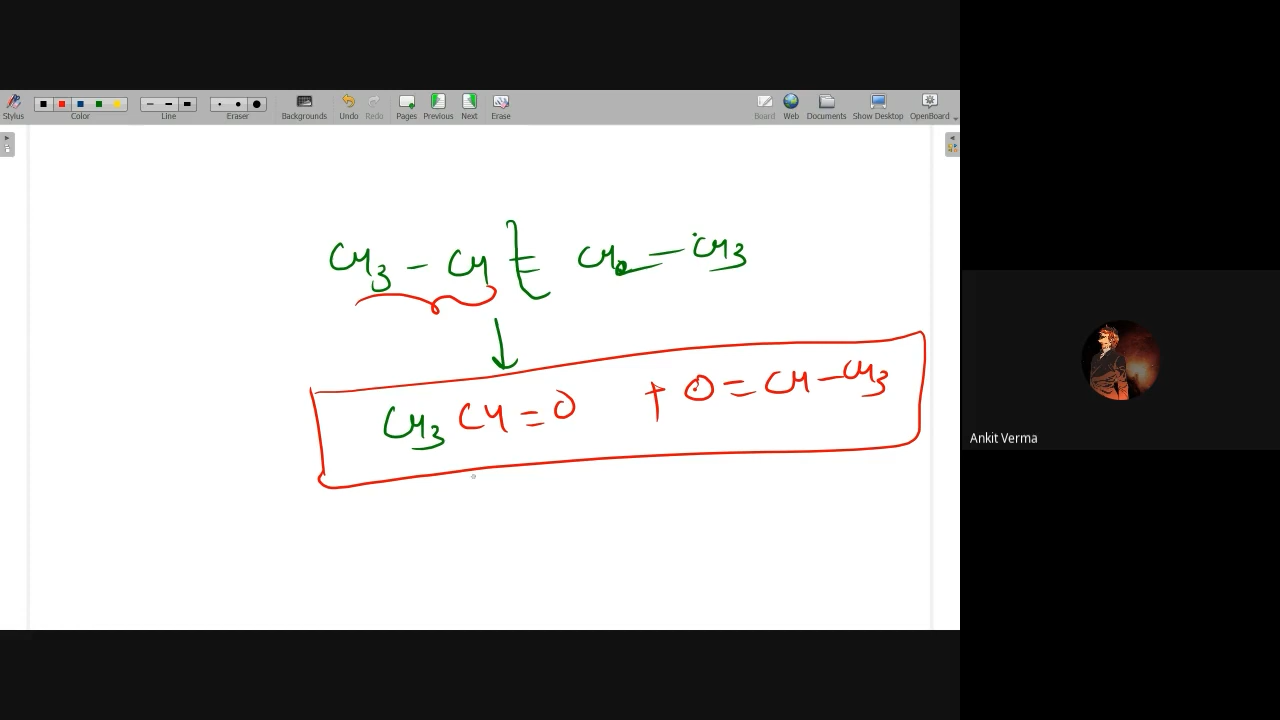 Stylus Color Line Eraser Backgrounds Undo Redo Pages Previous Next Erase Board Web Documents Show Desktop OpenBoard
CH3 - CH = CH - CH3
CH3 CH = O + O = CH - CH3
Ankit Verma